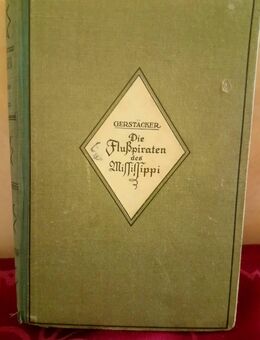 GERSTÄCKER
Die
Flußpiraten
des
Mississippi